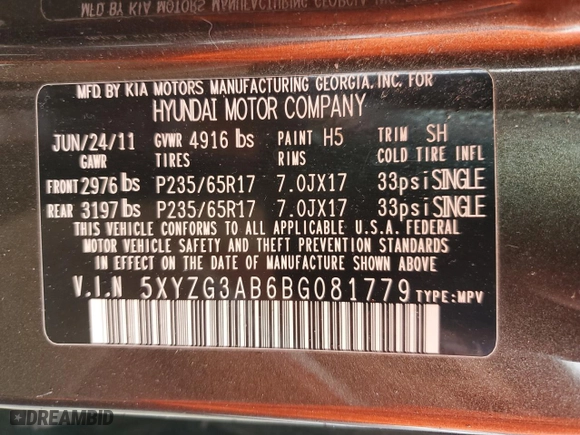 MFD. BY KIA MOTORS MANUFACTURING GEORGIA, INC. FOR
HYUNDAI MOTOR COMPANY
JUN/24/11 GVWR 4916 lbs PAINT H5 TRIM SH
GAWR TIRES RIMS COLD TIRE INFL
FRONT 2976 lbs P235/65R17 7.0JX17 33psi SINGLE
REAR 3197 lbs P235/65R17 7.0JX17 33psi SINGLE
THIS VEHICLE CONFORMS TO ALL APPLICABLE U.S.A. FEDERAL
MOTOR VEHICLE SAFETY AND THEFT PREVENTION STANDARDS
IN EFFECT ON THE DATE OF MANUFACTURE SHOWN ABOVE.
V.I.N 5XYZG3AB6BG081779 TYPE: MPV
DREAMBID